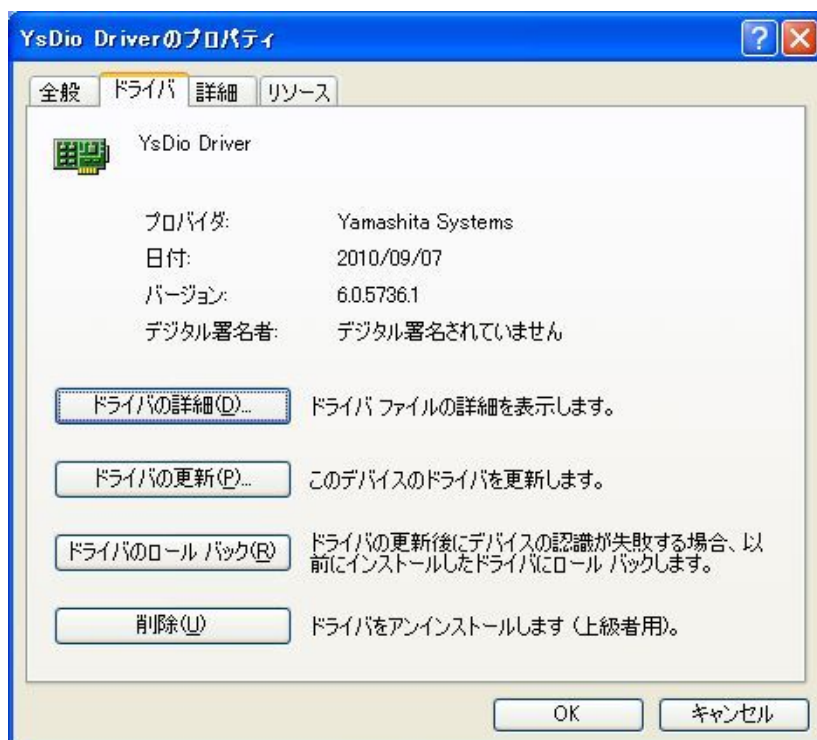 YsDio Driverのプロパティ
全般 ドライバ 詳細 リソース
YsDio Driver
プロバイダ: Yamashita Systems
日付: 2010/09/07
バージョン: 6.0.5736.1
デジタル署名者: デジタル署名されていません
ドライバの詳細(D)... ドライバ ファイルの詳細を表示します。
ドライバの更新(P)... このデバイスのドライバを更新します。
ドライバのロール バック(R) ドライバの更新後にデバイスの認識が失敗する場合、以
前にインストールしたドライバにロール バックします。
削除(U) ドライバをアンインストールします (上級者用)。
OK キャンセル